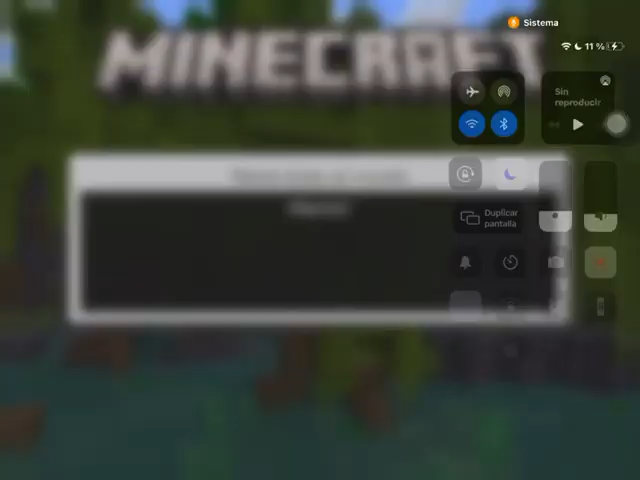 Sistema
11 %
MINECRAFT
Sin
reproducir
Duplicar
pantalla